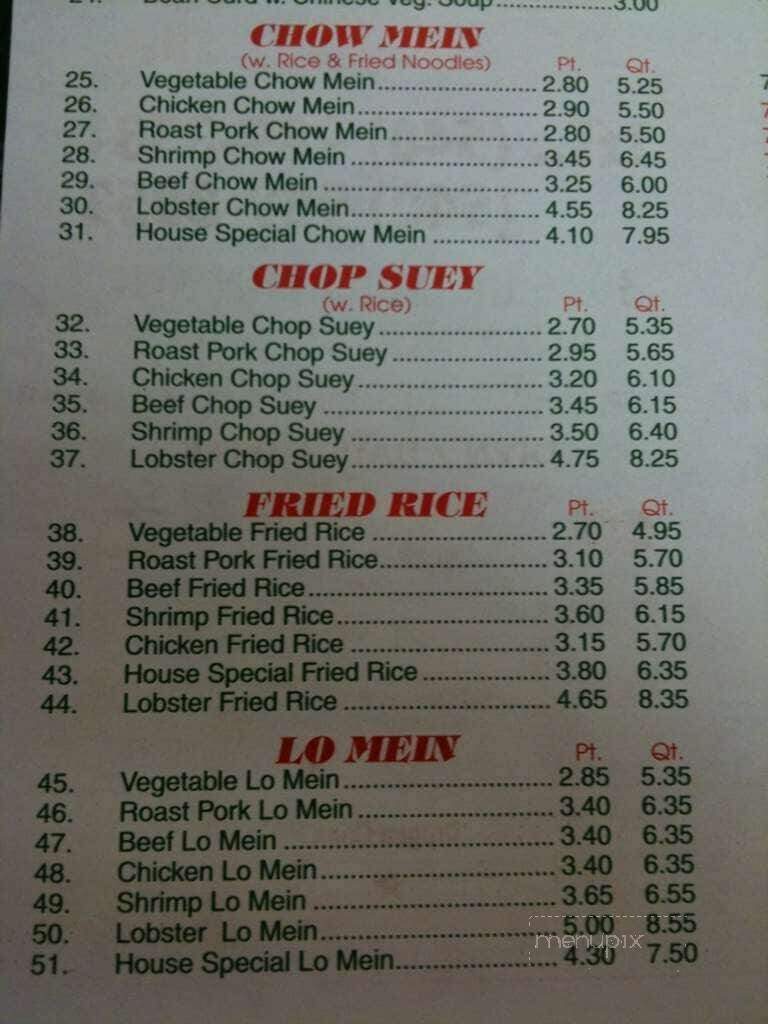 24. Bean Curd w. Chinese Veg. Soup..................3.00
CHOW MEIN
(w. Rice & Fried Noodles) Pt. Qt.
25. Vegetable Chow Mein........................ 2.80 5.25
26. Chicken Chow Mein........................... 2.90 5.50
27. Roast Pork Chow Mein...................... 2.80 5.50
28. Shrimp Chow Mein ............................ 3.45 6.45
29. Beef Chow Mein ................................ 3.25 6.00
30. Lobster Chow Mein............................ 4.55 8.25
31. House Special Chow Mein ................ 4.10 7.95
CHOP SUEY
(w. Rice) Pt. Qt.
32. Vegetable Chop Suey........................ 2.70 5.35
33. Roast Pork Chop Suey...................... 2.95 5.65
34. Chicken Chop Suey........................... 3.20 6.10
35. Beef Chop Suey ................................ 3.45 6.15
36. Shrimp Chop Suey ............................ 3.50 6.40
37. Lobster Chop Suey............................ 4.75 8.25
FRIED RICE Pt. Qt.
38. Vegetable Fried Rice ......................... 2.70 4.95
39. Roast Pork Fried Rice........................ 3.10 5.70
40. Beef Fried Rice.................................. 3.35 5.85
41. Shrimp Fried Rice.............................. 3.60 6.15
42. Chicken Fried Rice ............................ 3.15 5.70
43. House Special Fried Rice .................. 3.80 6.35
44. Lobster Fried Rice ............................. 4.65 8.35
LO MEIN Pt. Qt.
45. Vegetable Lo Mein............................. 2.85 5.35
46. Roast Pork Lo Mein ........................... 3.40 6.35
47. Beef Lo Mein ..................................... 3.40 6.35
48. Chicken Lo Mein................................ 3.40 6.35
49. Shrimp Lo Mein ................................. 3.65 6.55
50. Lobster Lo Mein................................. 5.00 8.55
51. House Special Lo Mein...................... 4.30 7.50
menupix